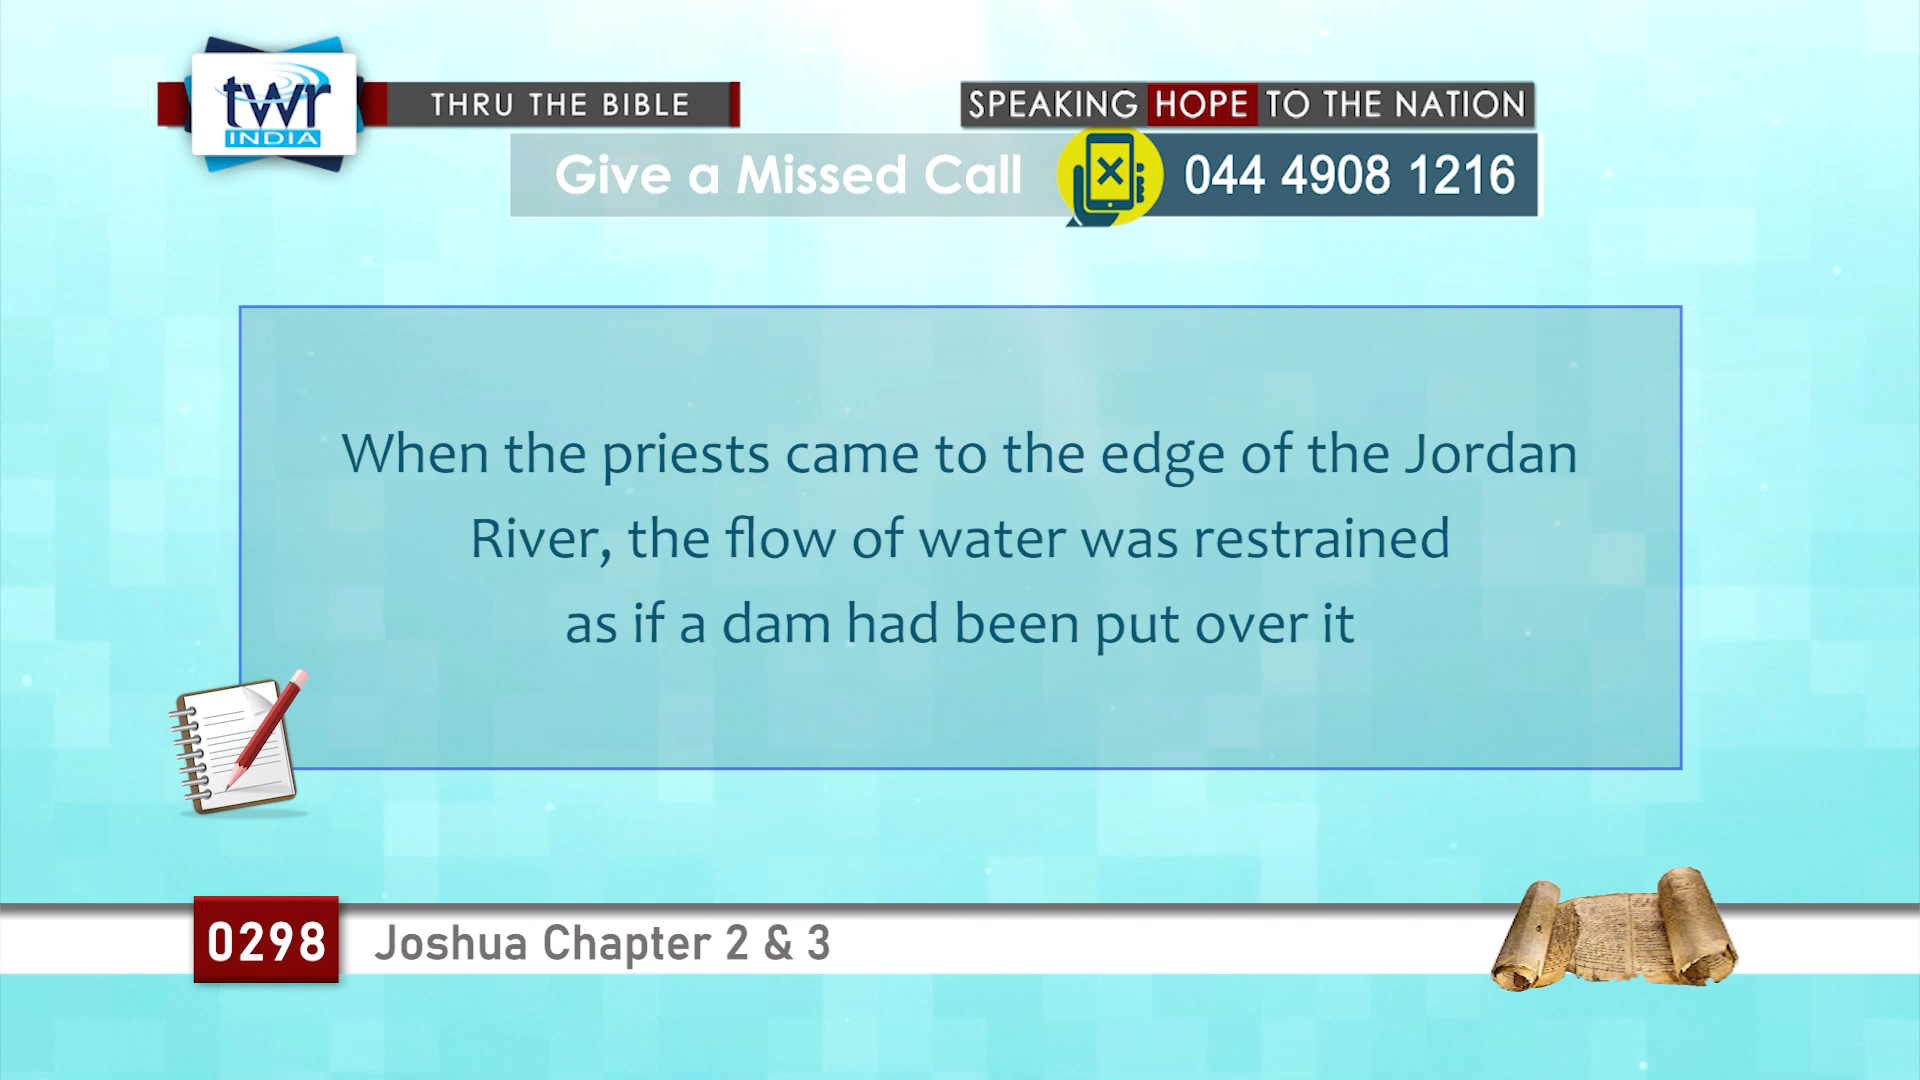 twr
INDIA
THRU THE BIBLE
SPEAKING HOPE TO THE NATION
Give a Missed Call
044 4908 1216
When the priests came to the edge of the Jordan
River, the flow of water was restrained
as if a dam had been put over it
0298
Joshua Chapter 2 & 3